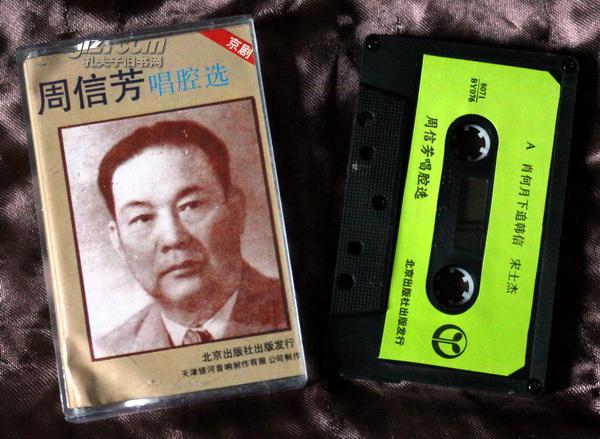 孔夫子旧书网
京剧
周信芳唱腔选
北京出版社出版发行
天津银河音响制作有限公司制作
8071
BY076
周信芳唱腔选
北京出版社出版发行
A 肖何月下追韩信 宋士杰